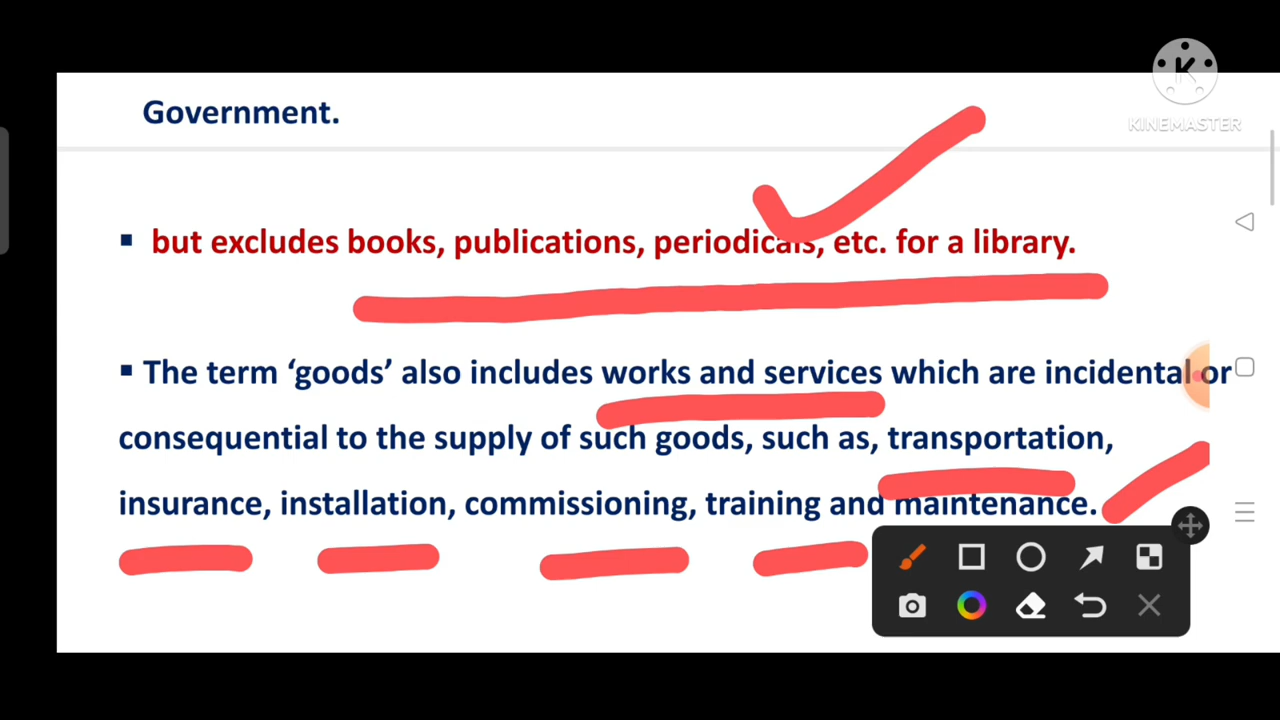 Government.
KINEMASTER
▪ but excludes books, publications, periodicals, etc. for a library.
▪ The term ‘goods’ also includes works and services which are incidental or
consequential to the supply of such goods, such as, transportation,
insurance, installation, commissioning, training and maintenance.